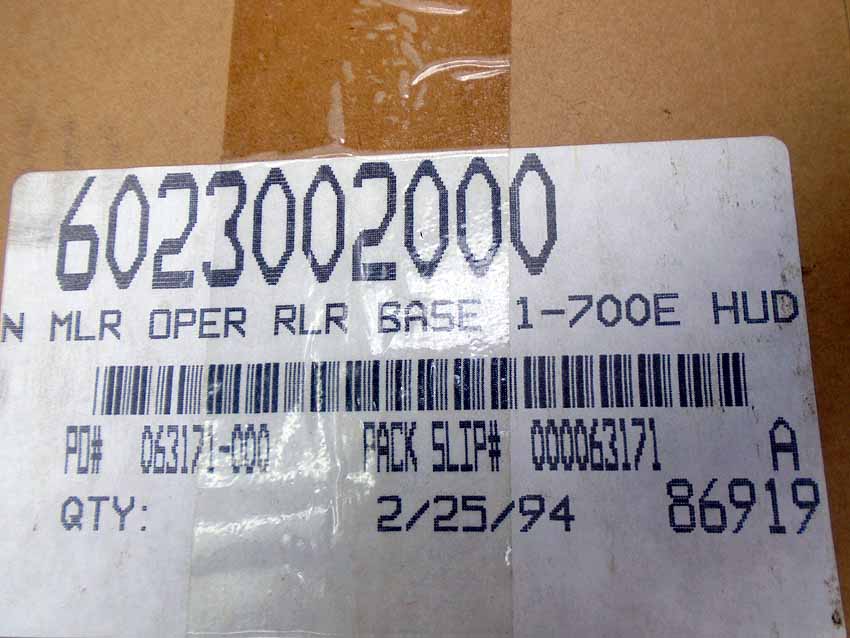 6023002000
N MLR OPER RLR BASE 1-700E HUD
PO# 063171-000 PACK SLIP# 000063171 A
QTY: 2/25/94 86919